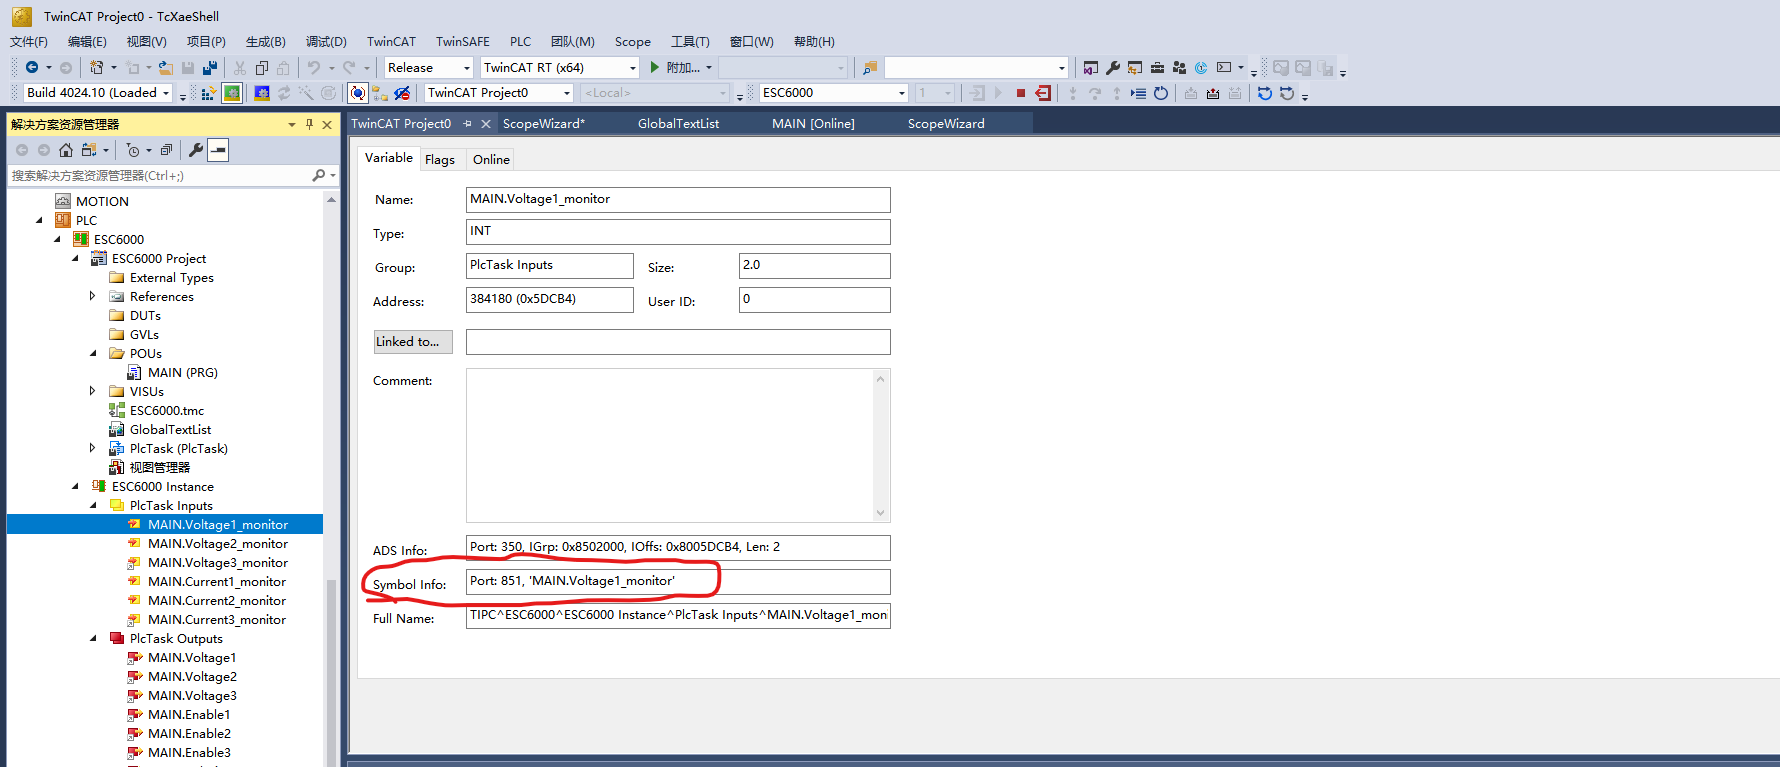 TwinCAT Project0 - TcXaeShell
文件(F) 编辑(E) 视图(V) 项目(P) 生成(B) 调试(D) TwinCAT TwinSAFE PLC 团队(M) Scope 工具(T) 窗口(W) 帮助(H)
Release TwinCAT RT (x64) 附加...
Build 4024.10 (Loaded TwinCAT Project0 <Local> ESC6000 1
解决方案资源管理器
搜索解决方案资源管理器(Ctrl+;)
MOTION
PLC
ESC6000
ESC6000 Project
External Types
References
DUTs
GVLs
POUs
MAIN (PRG)
VISUs
ESC6000.tmc
GlobalTextList
PlcTask (PlcTask)
视图管理器
ESC6000 Instance
PlcTask Inputs
MAIN.Voltage1_monitor
MAIN.Voltage2_monitor
MAIN.Voltage3_monitor
MAIN.Current1_monitor
MAIN.Current2_monitor
MAIN.Current3_monitor
PlcTask Outputs
MAIN.Voltage1
MAIN.Voltage2
MAIN.Voltage3
MAIN.Enable1
MAIN.Enable2
MAIN.Enable3
TwinCAT Project0 ScopeWizard* GlobalTextList MAIN [Online] ScopeWizard
Variable Flags Online
Name: MAIN.Voltage1_monitor
Type: INT
Group: PlcTask Inputs Size: 2.0
Address: 384180 (0x5DCB4) User ID: 0
Linked to...
Comment:
ADS Info: Port: 350, IGrp: 0x8502000, IOffs: 0x8005DCB4, Len: 2
Symbol Info: Port: 851, 'MAIN.Voltage1_monitor'
Full Name: TIPC^ESC6000^ESC6000 Instance^PlcTask Inputs^MAIN.Voltage1_mon